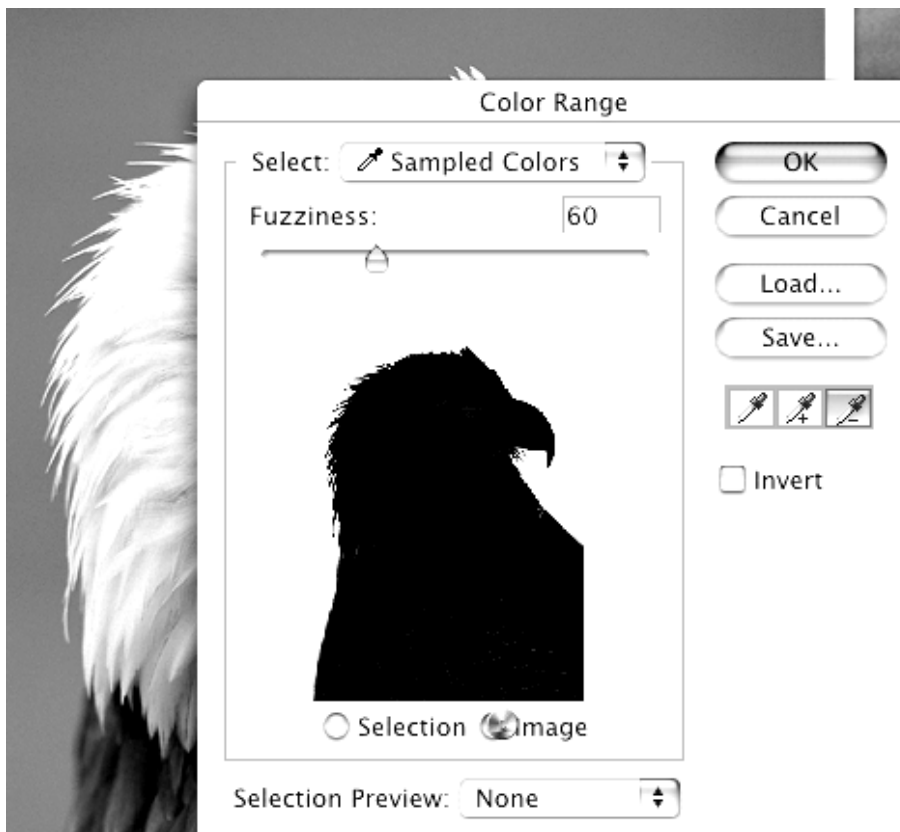 Color Range
Select: Sampled Colors
OK
Fuzziness: 60
Cancel
Load...
Save...
Invert
Selection Image
Selection Preview: None